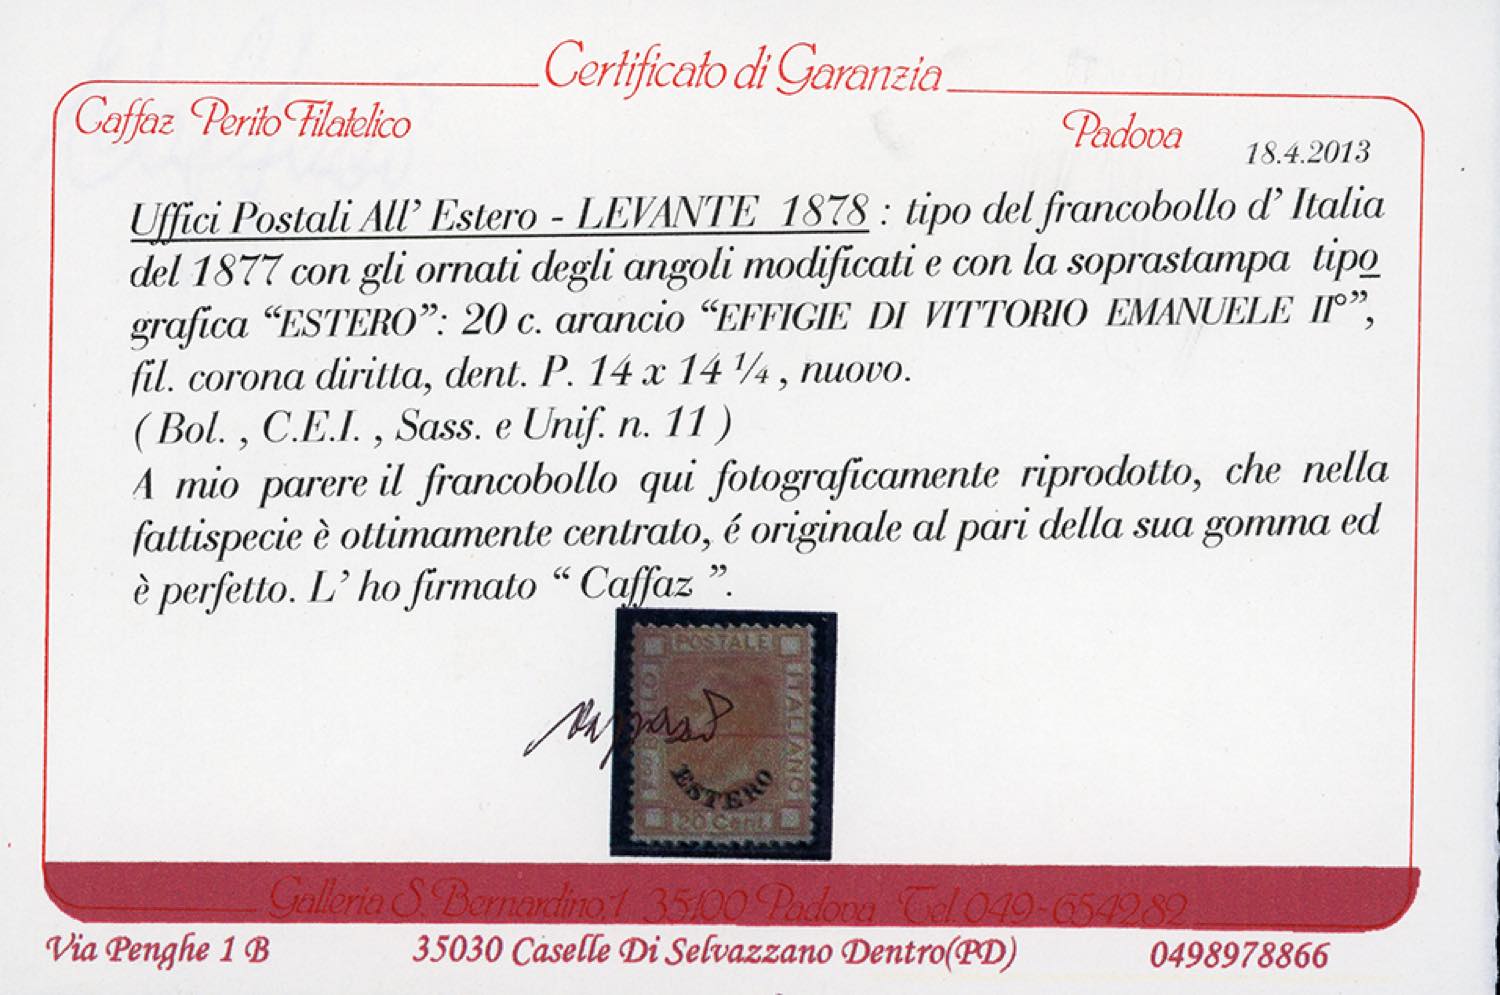 Certificato di Garanzia
Caffaz Perito Filatelico
Padova 18.4.2013
Uffici Postali All' Estero - LEVANTE 1878 : tipo del francobollo d' Italia
del 1877 con gli ornati degli angoli modificati e con la soprastampa tipo
grafica “ESTERO”: 20 c. arancio “EFFIGIE DI VITTORIO EMANUELE II°”,
fil. corona diritta, dent. P. 14 x 14 ¼ , nuovo.
( Bol. , C.E.I. , Sass. e Unif. n. 11 )
A mio parere il francobollo qui fotograficamente riprodotto, che nella
fattispecie è ottimamente centrato, é originale al pari della sua gomma ed
è perfetto. L' ho firmato “ Caffaz ”.
POSTALE
ITALIANO
ESTERO
20 Cent.
Galleria S. Bernardino,1 35100 Padova Tel. 049-654282
Via Penghe 1 B 35030 Caselle Di Selvazzano Dentro(PD) 0498978866